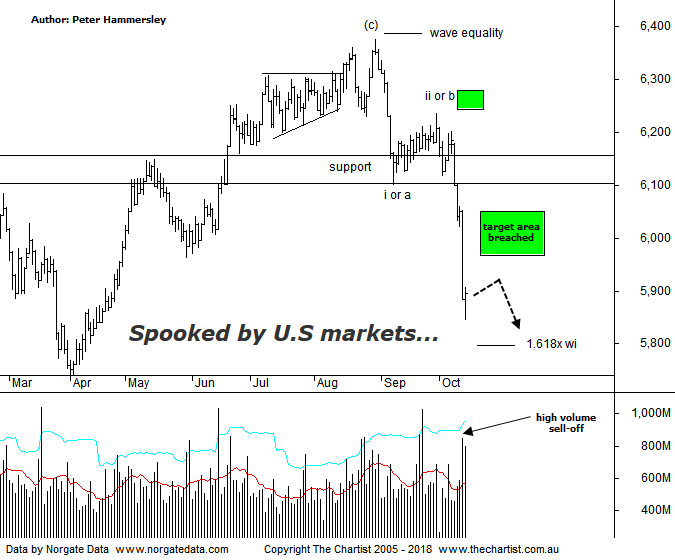 Author: Peter Hammersley
(c)
wave equality
6,400
6,300
ii or b
6,200
support
i or a
6,100
target area
breached
6,000
5,900
Spooked by U.S markets...
1.618x wi
5,800
Mar Apr May Jun Jul Aug Sep Oct
high volume
sell-off
1,000M
800M
600M
400M
Data by Norgate Data www.norgatedata.com Copyright The Chartist 2005 - 2018 www.thechartist.com.au